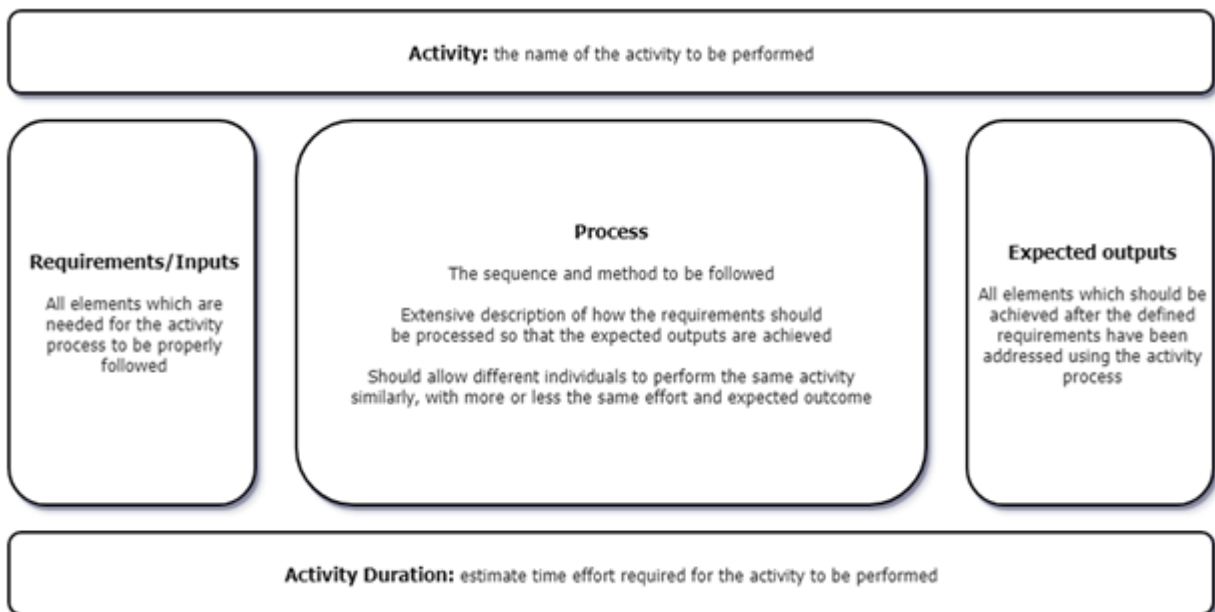 Activity: the name of the activity to be performed
Requirements/Inputs
All elements which are
needed for the activity
process to be properly
followed
Process
The sequence and method to be followed
Extensive description of how the requirements should
be processed so that the expected outputs are achieved
Should allow different individuals to perform the same activity
similarly, with more or less the same effort and expected outcome
Expected outputs
All elements which should be
achieved after the defined
requirements have been
addressed using the activity
process
Activity Duration: estimate time effort required for the activity to be performed